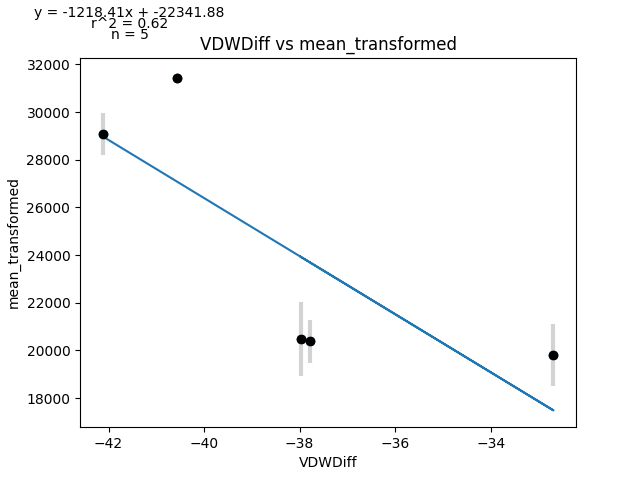 y = -1218.41x + -22341.88
r^2 = 0.62
n = 5
VDWDiff vs mean_transformed
32000
30000
28000
26000
24000
22000
20000
18000
mean_transformed
−42
−40
−38
−36
−34
VDWDiff